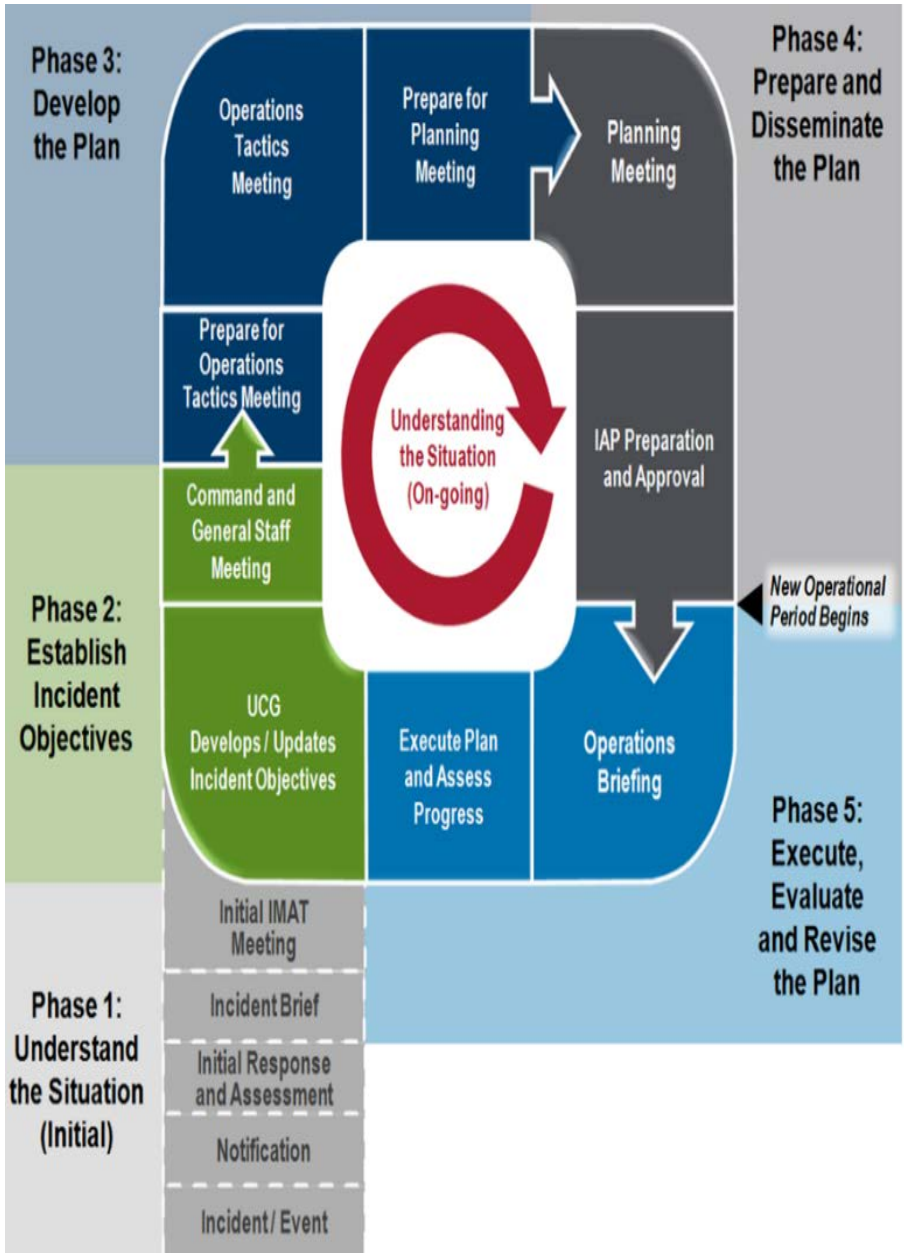 Phase 3:
Develop
the Plan
Operations
Tactics
Meeting
Prepare for
Planning
Meeting
Planning
Meeting
Phase 4:
Prepare and
Disseminate
the Plan
Prepare for
Operations
Tactics Meeting
Understanding
the Situation
(On-going)
IAP Preparation
and Approval
Command and
General Staff
Meeting
New Operational
Period Begins
Phase 2:
Establish
Incident
Objectives
UCG
Develops / Updates
Incident Objectives
Execute Plan
and Assess
Progress
Operations
Briefing
Phase 5:
Execute,
Evaluate
and Revise
the Plan
Phase 1:
Understand
the Situation
(Initial)
Initial IMAT
Meeting
Incident Brief
Initial Response
and Assessment
Notification
Incident / Event